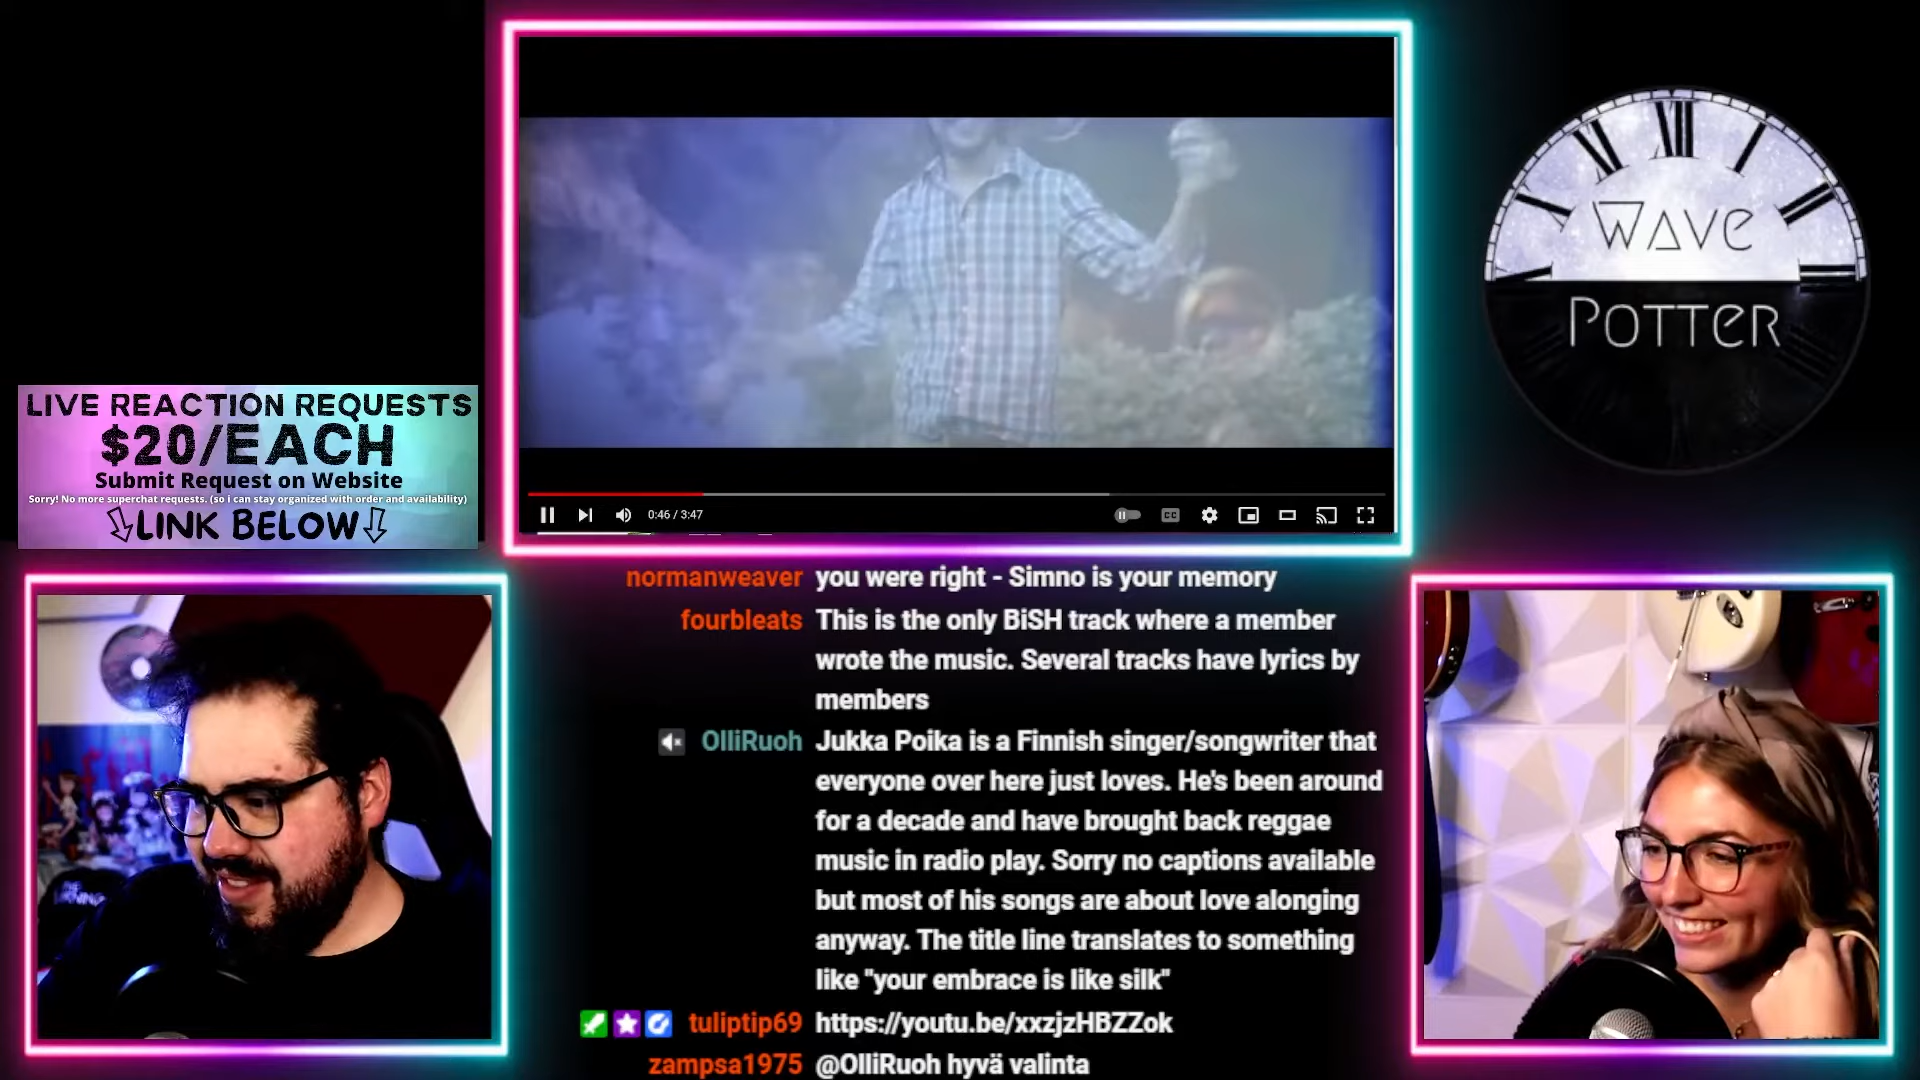 WAVE
POTTER
LIVE REACTION REQUESTS
$20/EACH
Submit Request on Website
Sorry! No more superchat requests. (so i can stay organized with order and availability)
LINK BELOW
0:46 / 3:47
CC
normanweaver you were right - Simno is your memory
fourbleats This is the only BiSH track where a member
wrote the music. Several tracks have lyrics by
members
OlliRuoh Jukka Poika is a Finnish singer/songwriter that
everyone over here just loves. He's been around
for a decade and have brought back reggae
music in radio play. Sorry no captions available
but most of his songs are about love alonging
anyway. The title line translates to something
like "your embrace is like silk"
tuliptip69 https://youtu.be/xxzjzHBZZok
zampsa1975 @OlliRuoh hyvä valinta